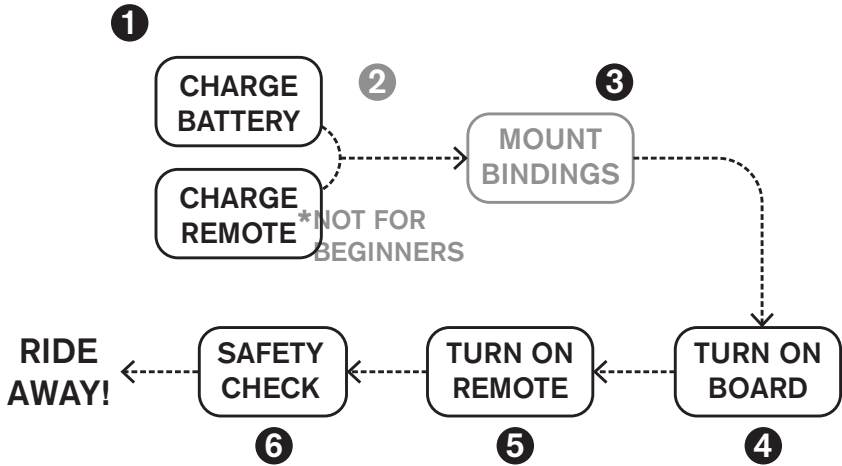 1
CHARGE
BATTERY
CHARGE
REMOTE
2
*NOT FOR
BEGINNERS
3
MOUNT
BINDINGS
TURN ON
BOARD
4
TURN ON
REMOTE
5
SAFETY
CHECK
6
RIDE
AWAY!